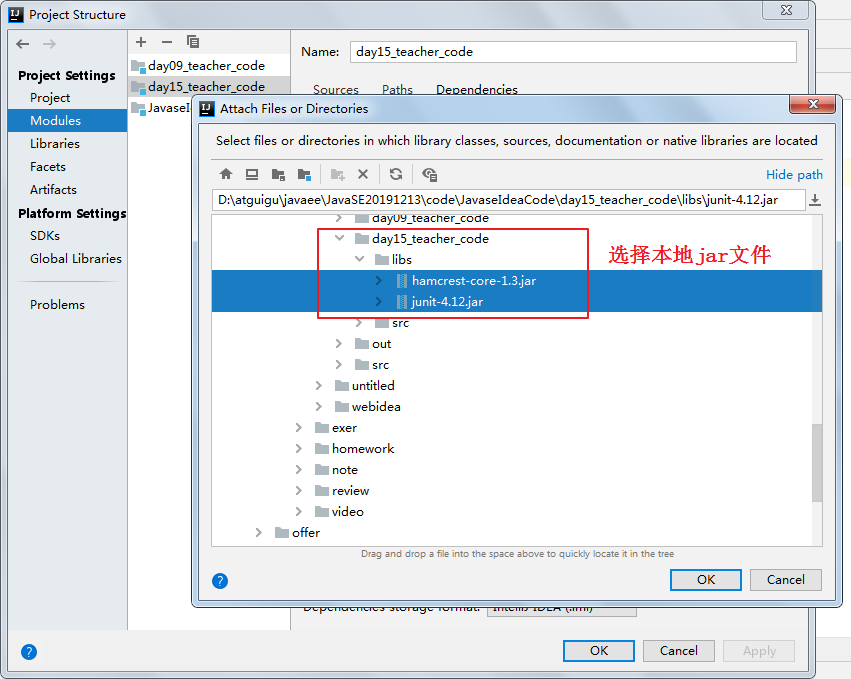 Project Structure
Project Settings
Project
Modules
Libraries
Facets
Artifacts
Platform Settings
SDKs
Global Libraries
Problems
day09_teacher_code
day15_teacher_code
JavaseI
Name: day15_teacher_code
Sources Paths Dependencies
Attach Files or Directories
Select files or directories in which library classes, sources, documentation or native libraries are located
Hide path
D:\atguigu\javaee\JavaSE20191213\code\JavaseIdeaCode\day15_teacher_code\libs\junit-4.12.jar
day09_teacher_code
day15_teacher_code
libs
hamcrest-core-1.3.jar
junit-4.12.jar
选择本地jar文件
src
out
src
untitled
webidea
exer
homework
note
review
video
offer
Drag and drop a file into the space above to quickly locate it in the tree
? OK Cancel
Dependencies storage format: IntelliJ IDEA (.iml)
? OK Cancel Apply